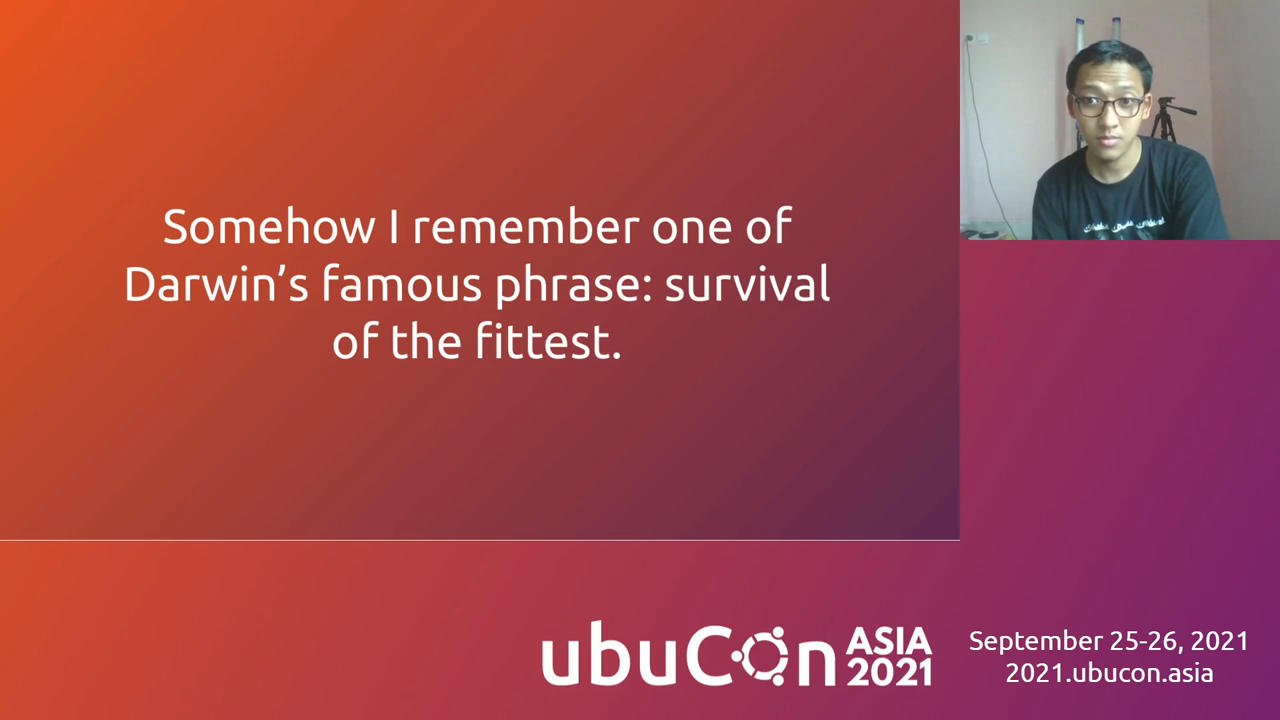 Somehow I remember one of
Darwin’s famous phrase: survival
of the fittest.
ubuCon ASIA 2021
September 25-26, 2021
2021.ubucon.asia